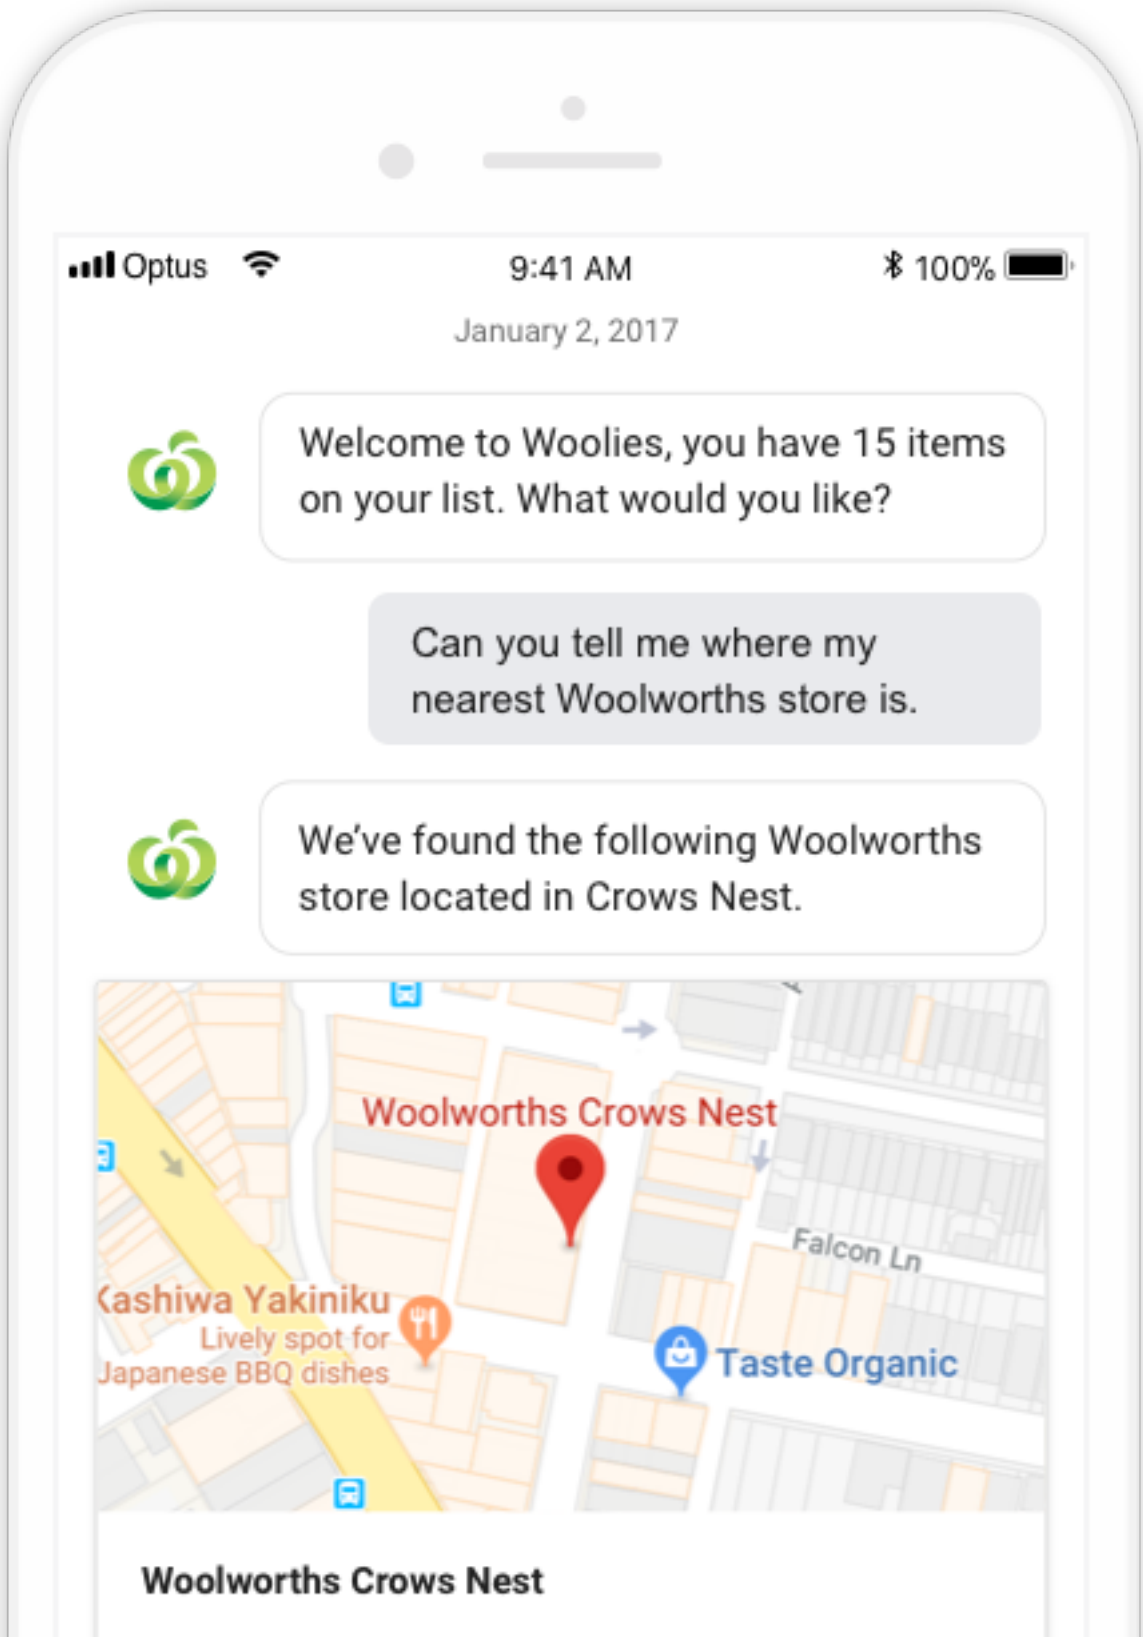 Optus 9:41 AM 100%
January 2, 2017
Welcome to Woolies, you have 15 items
on your list. What would you like?
Can you tell me where my
nearest Woolworths store is.
We’ve found the following Woolworths
store located in Crows Nest.
Woolworths Crows Nest
Falcon Ln
Kashiwa Yakiniku
Lively spot for
Japanese BBQ dishes
Taste Organic
Woolworths Crows Nest